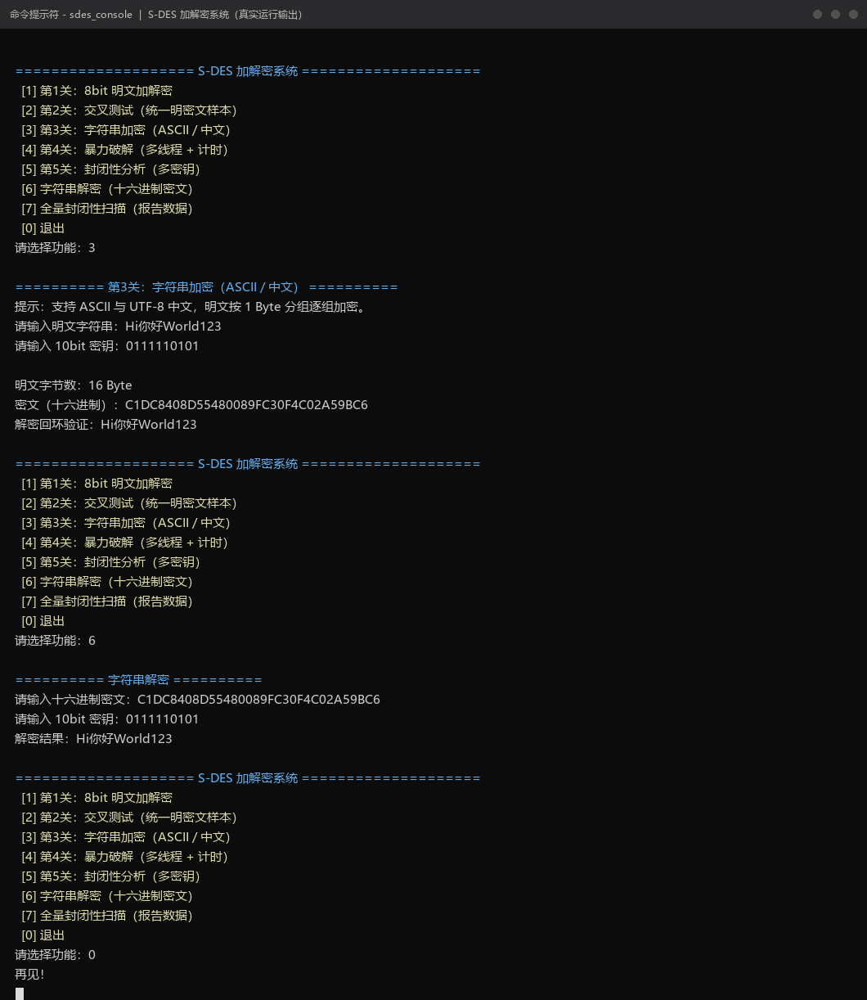 命令提示符 - sdes_console | S-DES 加解密系统（真实运行输出）
==================== S-DES 加解密系统 ====================
[1] 第1关：8bit 明文加解密
[2] 第2关：交叉测试（统一明密文样本）
[3] 第3关：字符串加密（ASCII / 中文）
[4] 第4关：暴力破解（多线程 + 计时）
[5] 第5关：封闭性分析（多密钥）
[6] 字符串解密（十六进制密文）
[7] 全量封闭性扫描（报告数据）
[0] 退出
请选择功能：3
========== 第3关：字符串加密（ASCII / 中文） ==========
提示：支持 ASCII 与 UTF-8 中文，明文按 1 Byte 分组逐组加密。
请输入明文字符串：Hi你好World123
请输入 10bit 密钥：0111110101
明文字节数：16 Byte
密文（十六进制）：C1DC8408D55480089FC30F4C02A59BC6
解密回环验证：Hi你好World123
==================== S-DES 加解密系统 ====================
[1] 第1关：8bit 明文加解密
[2] 第2关：交叉测试（统一明密文样本）
[3] 第3关：字符串加密（ASCII / 中文）
[4] 第4关：暴力破解（多线程 + 计时）
[5] 第5关：封闭性分析（多密钥）
[6] 字符串解密（十六进制密文）
[7] 全量封闭性扫描（报告数据）
[0] 退出
请选择功能：6
========== 字符串解密 ==========
请输入十六进制密文：C1DC8408D55480089FC30F4C02A59BC6
请输入 10bit 密钥：0111110101
解密结果：Hi你好World123
==================== S-DES 加解密系统 ====================
[1] 第1关：8bit 明文加解密
[2] 第2关：交叉测试（统一明密文样本）
[3] 第3关：字符串加密（ASCII / 中文）
[4] 第4关：暴力破解（多线程 + 计时）
[5] 第5关：封闭性分析（多密钥）
[6] 字符串解密（十六进制密文）
[7] 全量封闭性扫描（报告数据）
[0] 退出
请选择功能：0
再见！